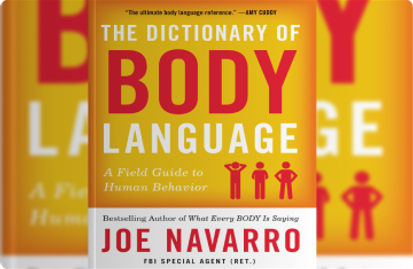 "The ultimate body language reference." —AMY CUDDY
THE DICTIONARY OF
BODY
LANGUAGE
A Field Guide to
Human Behavior
Bestselling Author of What Every BODY Is Saying
JOE NAVARRO
FBI SPECIAL AGENT (RET.)